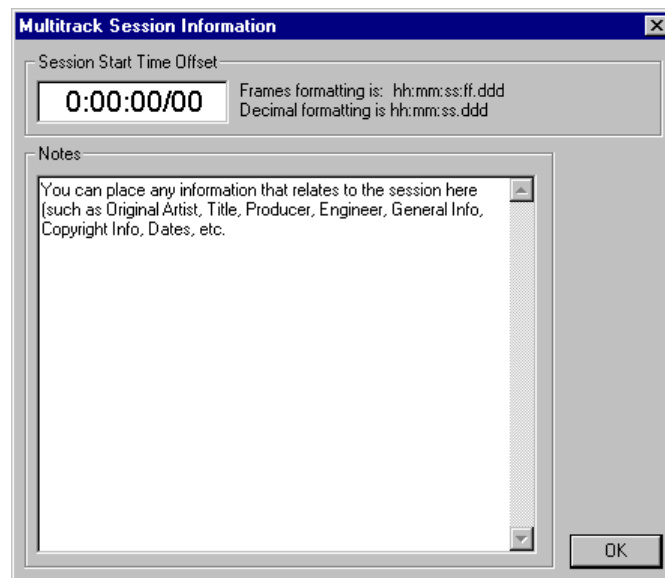 Multitrack Session Information
Session Start Time Offset
0:00:00/00
Frames formatting is:  hh:mm:ss:ff.ddd
Decimal formatting is hh:mm:ss.ddd
Notes
You can place any information that relates to the session here
(such as Original Artist, Title, Producer, Engineer, General Info,
Copyright Info, Dates, etc.
OK